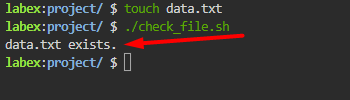 labex:project/ $ touch data.txt
labex:project/ $ ./check_file.sh
data.txt exists.
labex:project/ $